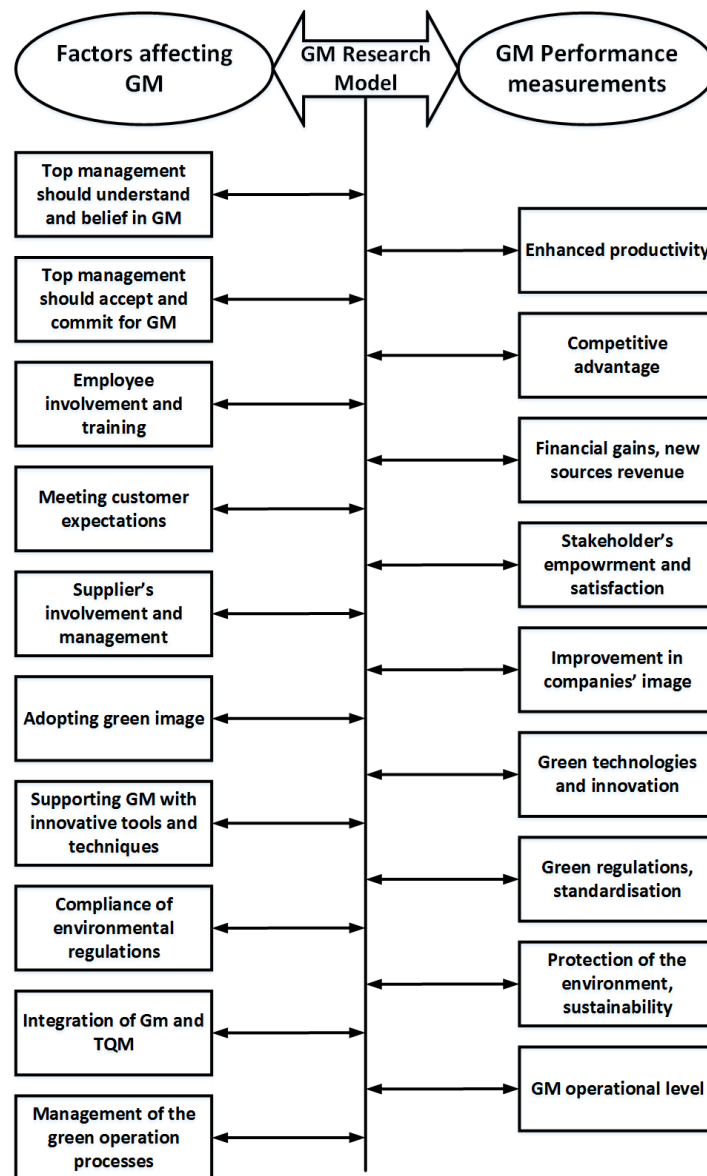 Factors affecting
GM
GM Research
Model
GM Performance
measurements
Top management
should understand
and belief in GM
Top management
should accept and
commit for GM
Employee
involvement and
training
Meeting customer
expectations
Supplier's
involvement and
management
Adopting green image
Supporting GM with
innovative tools and
techniques
Compliance of
environmental
regulations
Integration of Gm and
TQM
Management of the
green operation
processes
Enhanced productivity
Competitive
advantage
Financial gains, new
sources revenue
Stakeholder's
empowrment and
satisfaction
Improvement in
companies' image
Green technologies
and innovation
Green regulations,
standardisation
Protection of the
environment,
sustainability
GM operational level